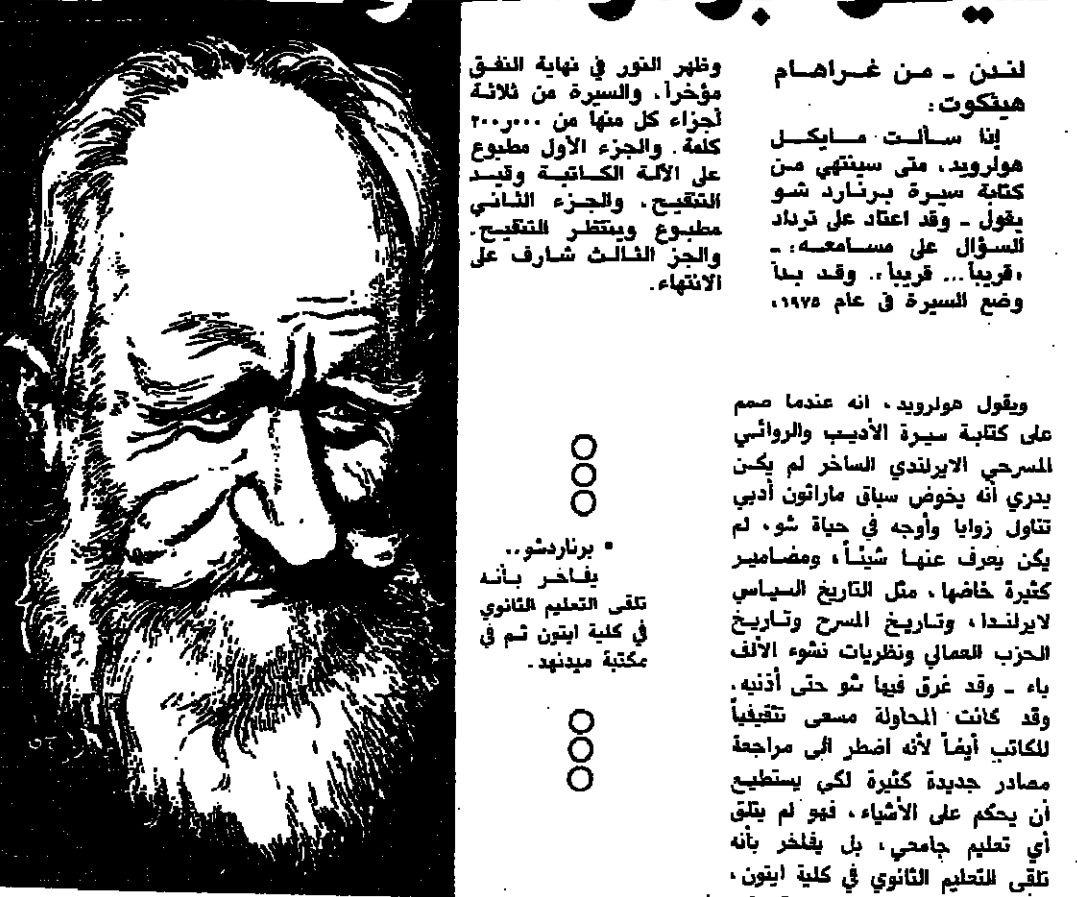 لندن - من غراهام
هيثكوت:
إذا سألت مايكل
هولرويد، متى سينتهي من
كتابة سيرة برنارد شو
يقول - وقد اعتاد على ترداد
السؤال على مسامعه: -
«قريباً... قريباً». وقد بدأ
وضع السيرة في عام ١٩٧٥،
وظهر النور في نهاية النفق
مؤخراً. والسيرة من ثلاثة
أجزاء كل منها من ٢٠٠٫٠٠٠
كلمة. والجزء الأول مطبوع
على الآلة الكاتبة وقيد
التنقيح. والجزء الثاني
مطبوع وينتظر التنقيح.
والجز الثالث شارف على
الانتهاء.
ويقول هولرويد، انه عندما صمم
على كتابة سيرة الأديب والروائي
المسرحي الايرلندي الساخر لم يكن
يدري أنه يخوض سباق ماراثون أدبي
تناول زوايا وأوجه في حياة شو، لم
يكن يعرف عنها شيئاً، ومضامير
كثيرة خاضها، مثل التاريخ السياسي
لايرلندا، وتاريخ المسرح وتاريخ
الحزب العمالي ونظريات نشوء الألف
باء - وقد غرق فيها شو حتى أذنيه.
وقد كانت المحاولة مسعى تثقيفياً
للكاتب أيضاً لأنه اضطر الى مراجعة
مصادر جديدة كثيرة لكي يستطيع
أن يحكم على الأشياء، فهو لم يتلق
أي تعليم جامعي، بل يفاخر بأنه
تلقى التعليم الثانوي في كلية ايتون،
• برناردشو..
يفاخر بأنه
تلقى التعليم الثانوي
في كلية ايتون ثم في
مكتبة ميدنهد.